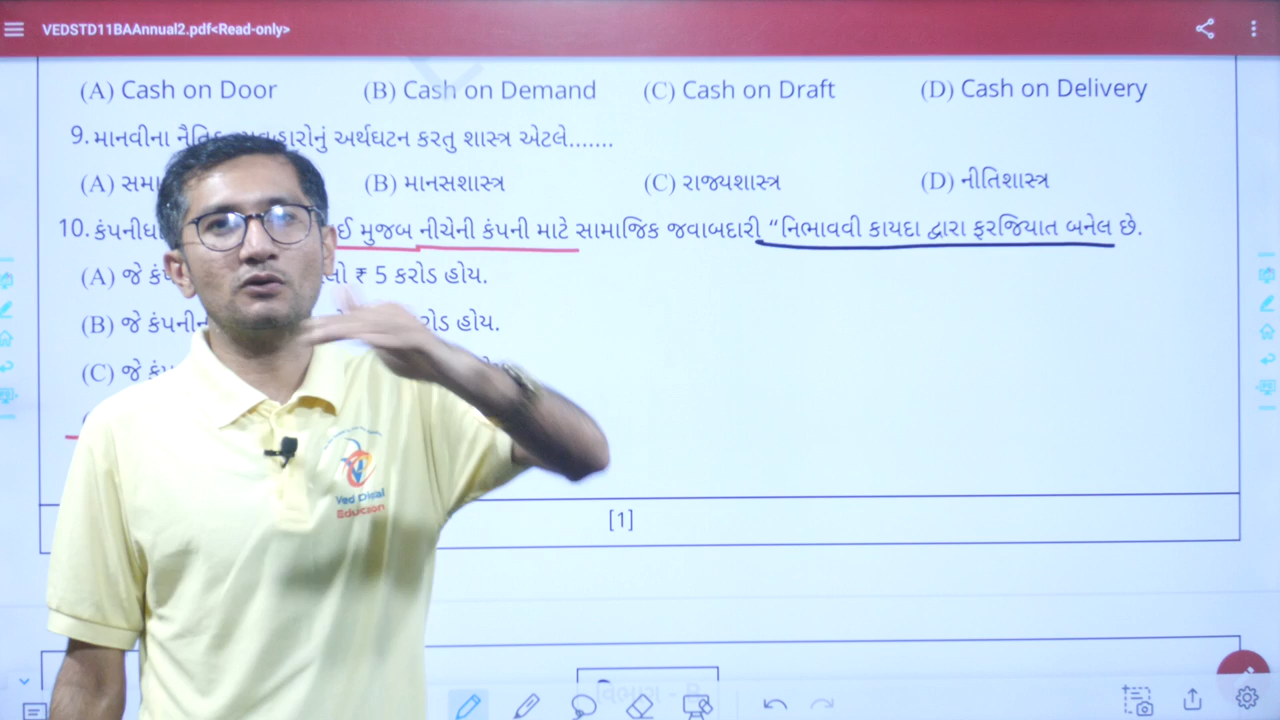 VEDSTD11BAAnnual2.pdf<Read-only>
(A) Cash on Door (B) Cash on Demand (C) Cash on Draft (D) Cash on Delivery
9. માનવીના અર્થઘટન કરતુ શાસ્ત્ર એટલે.......
(A) (B) માનસશાસ્ત્ર (C) રાજ્યશાસ્ત્ર (D) નીતિશાસ્ત્ર
10. મુજબ નીચેની કંપની માટે સામાજિક જવાબદારી “નિભાવવી કાયદા દ્વારા ફરજિયાત બનેલ છે.
(A) જે ₹ 5 કરોડ હોય.
(B) જે કંપનીન હોય.
(C) જે
[1]
Ved Digital
Education
વિભાગ - B